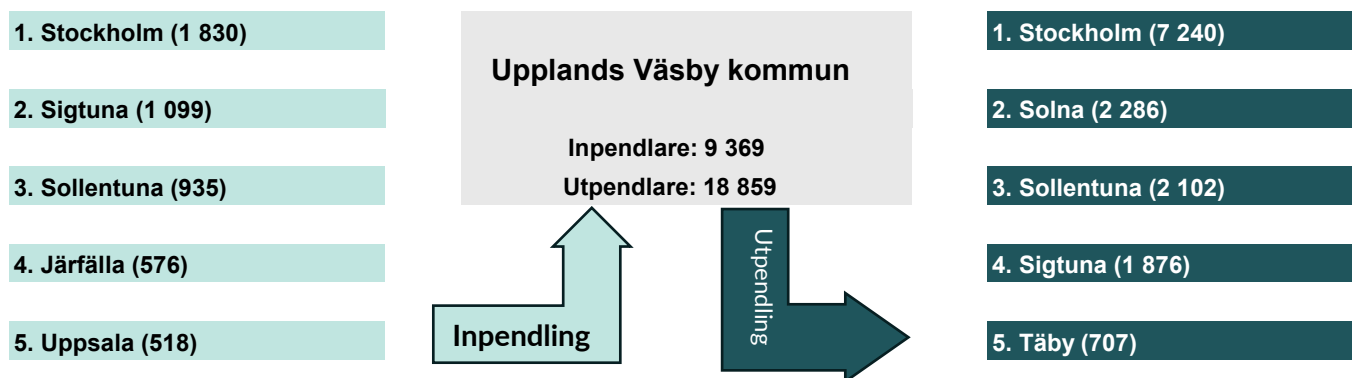 1. Stockholm (1 830)
2. Sigtuna (1 099)
3. Sollentuna (935)
4. Järfälla (576)
5. Uppsala (518)
Upplands Väsby kommun
Inpendlare: 9 369
Utpendlare: 18 859
Inpendling
Utpendling
1. Stockholm (7 240)
2. Solna (2 286)
3. Sollentuna (2 102)
4. Sigtuna (1 876)
5. Täby (707)